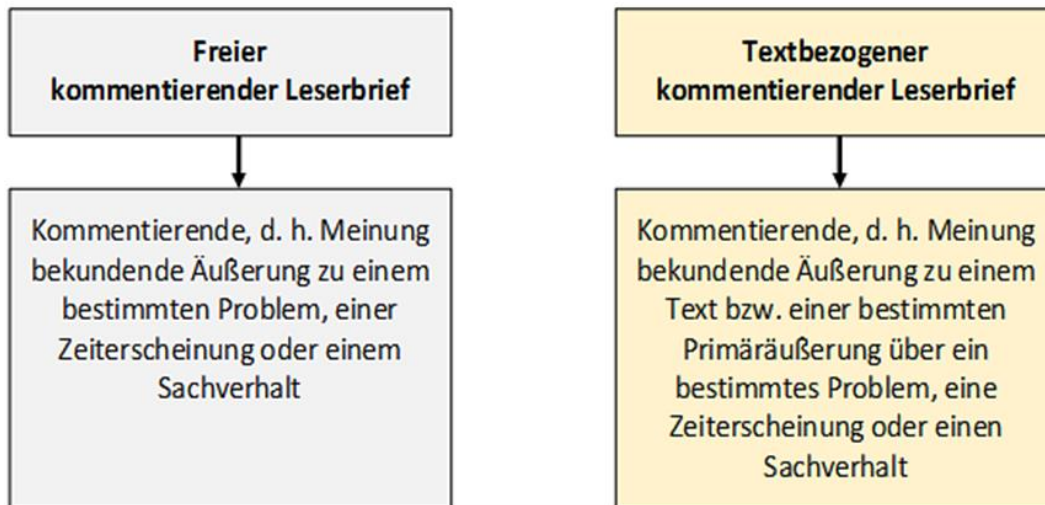 Freier
kommentierender Leserbrief
Kommentierende, d. h. Meinung
bekundende Äußerung zu einem
bestimmten Problem, einer
Zeiterscheinung oder einem
Sachverhalt
Textbezogener
kommentierender Leserbrief
Kommentierende, d. h. Meinung
bekundende Äußerung zu einem
Text bzw. einer bestimmten
Primäräußerung über ein
bestimmtes Problem, eine
Zeiterscheinung oder einen
Sachverhalt